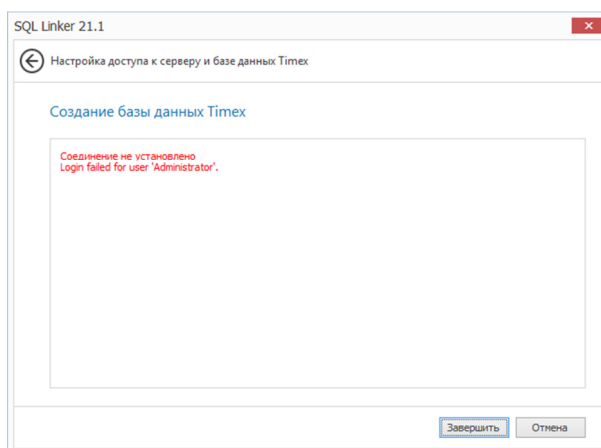 SQL Linker 21.1
Настройка доступа к серверу и базе данных Timex
Создание базы данных Timex
Соединение не установлено
Login failed for user 'Administrator'.
Завершить Отмена